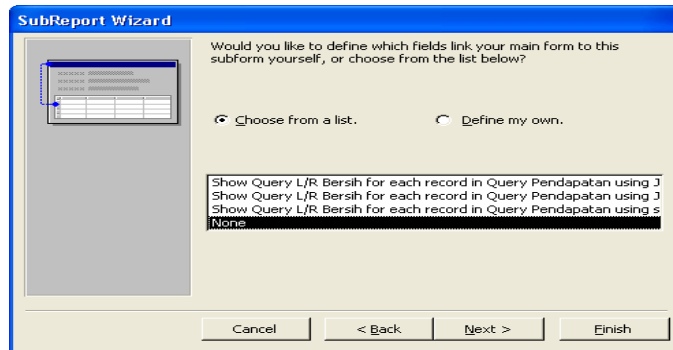 SubReport Wizard
Would you like to define which fields link your main form to this
subform yourself, or choose from the list below?
Choose from a list.
Define my own.
Show Query L/R Bersih for each record in Query Pendapatan using J
Show Query L/R Bersih for each record in Query Pendapatan using J
Show Query L/R Bersih for each record in Query Pendapatan using s
None
Cancel
< Back
Next >
Finish